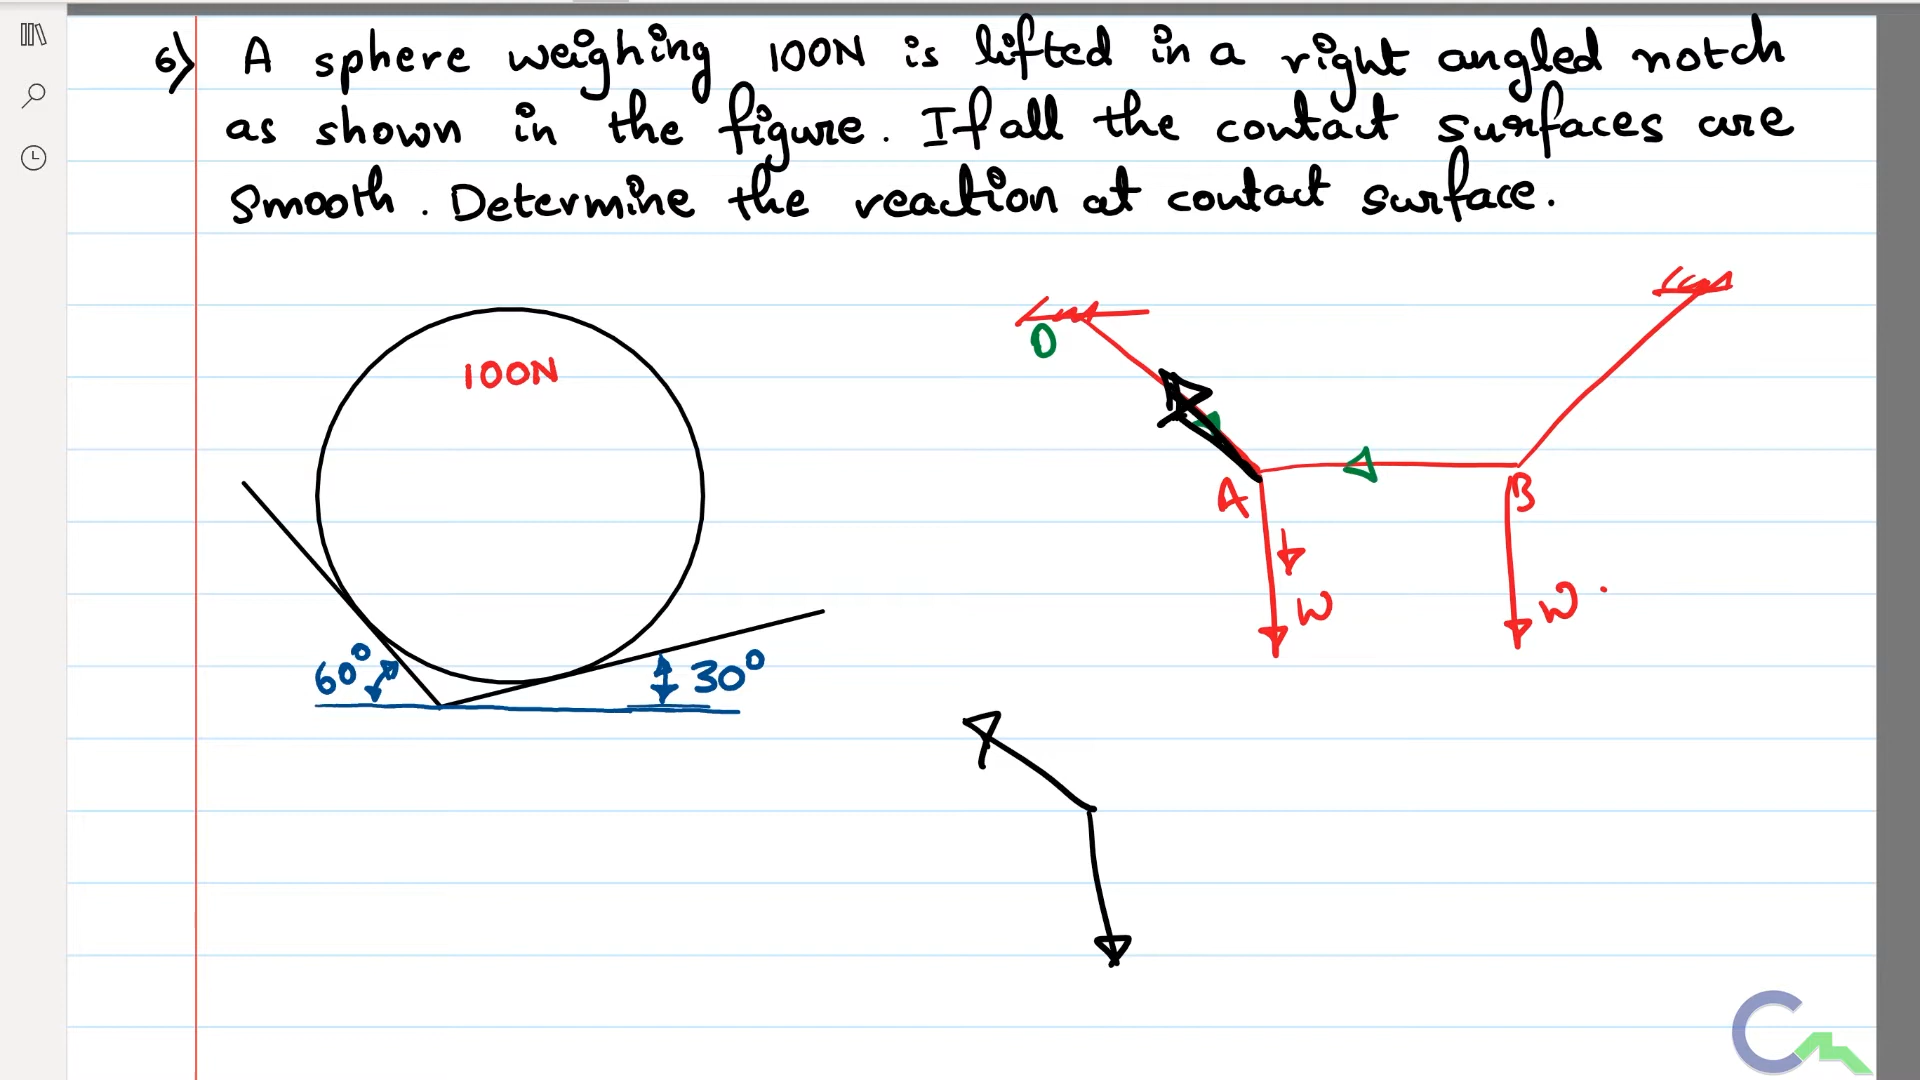 6) A sphere weighing 100N is lifted in a right angled notch
as shown in the figure. If all the contact surfaces are
smooth. Determine the reaction at contact surface.
100N
O
A
B
W
W
60°
30°